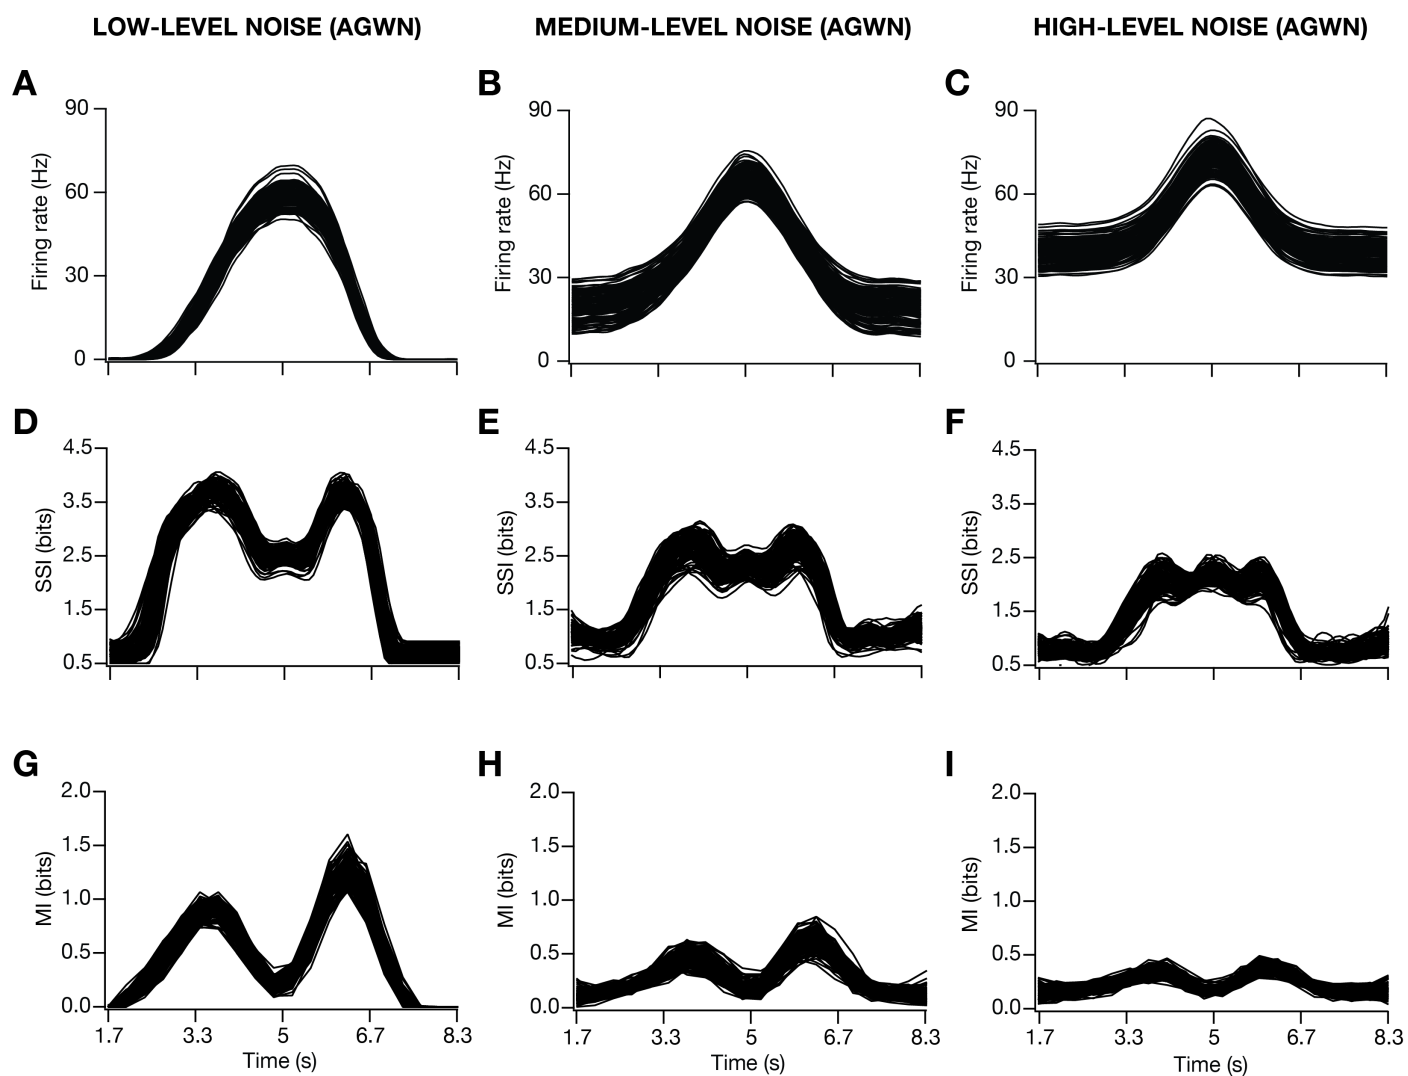 LOW-LEVEL NOISE (AGWN) MEDIUM-LEVEL NOISE (AGWN) HIGH-LEVEL NOISE (AGWN)
A B C
90 90 90
60 60 60
30 30 30
0 0 0
Firing rate (Hz) Firing rate (Hz) Firing rate (Hz)
D E F
4.5 4.5 4.5
3.5 3.5 3.5
2.5 2.5 2.5
1.5 1.5 1.5
0.5 0.5 0.5
SSI (bits) SSI (bits) SSI (bits)
G H I
2.0 2.0 2.0
1.5 1.5 1.5
1.0 1.0 1.0
0.5 0.5 0.5
0.0 0.0 0.0
MI (bits) MI (bits) MI (bits)
1.7 3.3 5 6.7 8.3 1.7 3.3 5 6.7 8.3 1.7 3.3 5 6.7 8.3
Time (s) Time (s) Time (s)